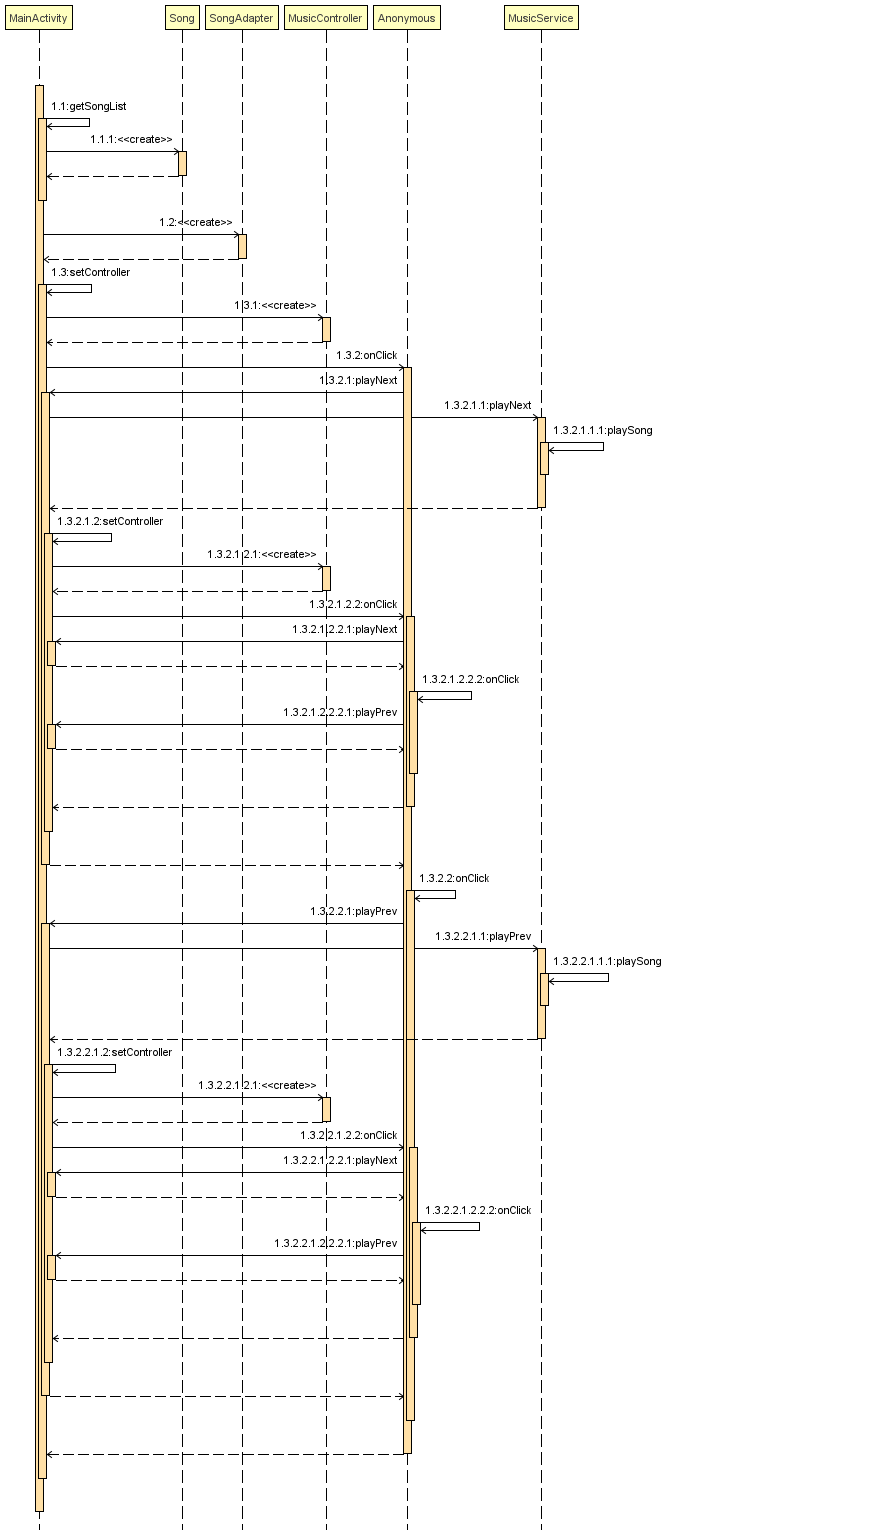 MainActivity Song SongAdapter MusicController Anonymous MusicService
1.1:getSongList
1.1.1:<<create>>
1.2:<<create>>
1.3:setController
1.3.1:<<create>>
1.3.2:onClick
1.3.2.1:playNext
1.3.2.1.1:playNext
1.3.2.1.1.1:playSong
1.3.2.1.2:setController
1.3.2.1.2.1:<<create>>
1.3.2.1.2.2:onClick
1.3.2.1.2.2.1:playNext
1.3.2.1.2.2.2:onClick
1.3.2.1.2.2.2.1:playPrev
1.3.2.2:onClick
1.3.2.2.1:playPrev
1.3.2.2.1.1:playPrev
1.3.2.2.1.1.1:playSong
1.3.2.2.1.2:setController
1.3.2.2.1.2.1:<<create>>
1.3.2.2.1.2.2:onClick
1.3.2.2.1.2.2.1:playNext
1.3.2.2.1.2.2.2:onClick
1.3.2.2.1.2.2.2.1:playPrev